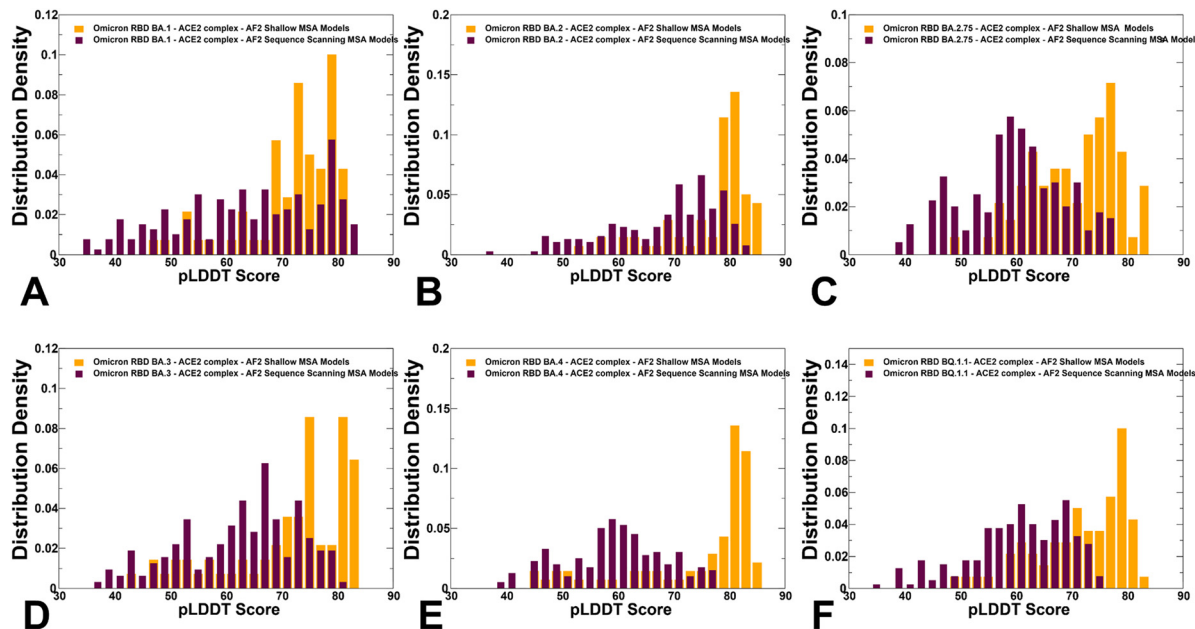 0.12
0.1
0.08
0.06
0.04
0.02
0
Distribution Density
Omicron RBD BA.1 - ACE2 complex - AF2 Shallow MSA Models
Omicron RBD BA.1 - ACE2 complex - AF2 Sequence Scanning MSA Models
30 40 50 60 70 80 90
pLDDT Score
A
0.2
0.15
0.1
0.05
0
Distribution Density
Omicron RBD BA.2 - ACE2 complex - AF2 Shallow MSA Models
Omicron RBD BA.2 - ACE2 complex - AF2 Sequence Scanning MSA Models
30 40 50 60 70 80 90
pLDDT Score
B
0.1
0.08
0.06
0.04
0.02
0
Distribution Density
Omicron RBD BA.2.75 - ACE2 complex - AF2 Shallow MSA Models
Omicron RBD BA.2.75 - ACE2 complex - AF2 Sequence Scanning MSA Models
30 40 50 60 70 80 90
pLDDT Score
C
0.12
0.1
0.08
0.06
0.04
0.02
0
Distribution Density
Omicron RBD BA.3 - ACE2 complex - AF2 Shallow MSA Models
Omicron RBD BA.3 - ACE2 complex - AF2 Sequence Scanning MSA Models
30 40 50 60 70 80 90
pLDDT Score
D
0.2
0.15
0.1
0.05
0
Distribution Density
Omicron RBD BA.4 - ACE2 complex - AF2 Shallow MSA Models
Omicron RBD BA.4 - ACE2 complex - AF2 Sequence Scanning MSA Models
30 40 50 60 70 80 90
pLDDT Score
E
0.14
0.12
0.1
0.08
0.06
0.04
0.02
0
Distribution Density
Omicron RBD BQ.1.1- ACE2 complex - AF2 Shallow MSA Models
Omicron RBD BQ.1.1 - ACE2 complex - AF2 Sequence Scanning MSA Models
30 40 50 60 70 80 90
pLDDT Score
F